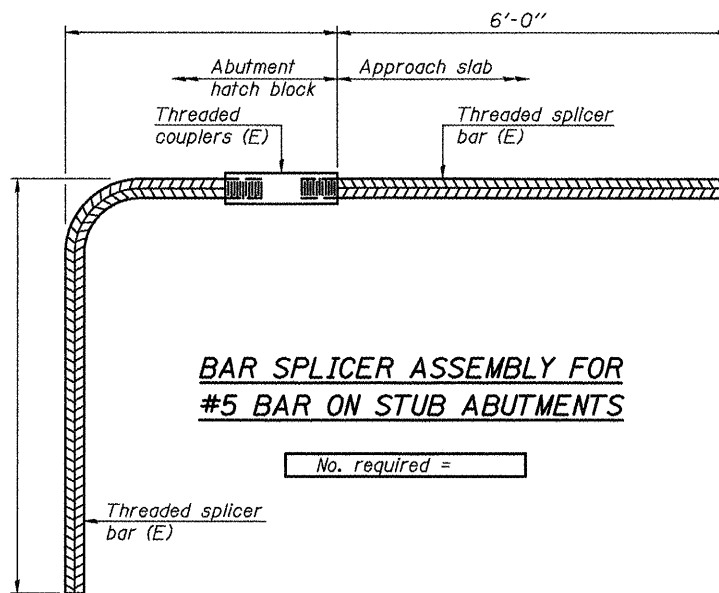 6'-0"
Abutment
hatch block
Approach slab
Threaded
couplers (E)
Threaded splicer
bar (E)
BAR SPLICER ASSEMBLY FOR
#5 BAR ON STUB ABUTMENTS
No. required =
Threaded splicer
bar (E)